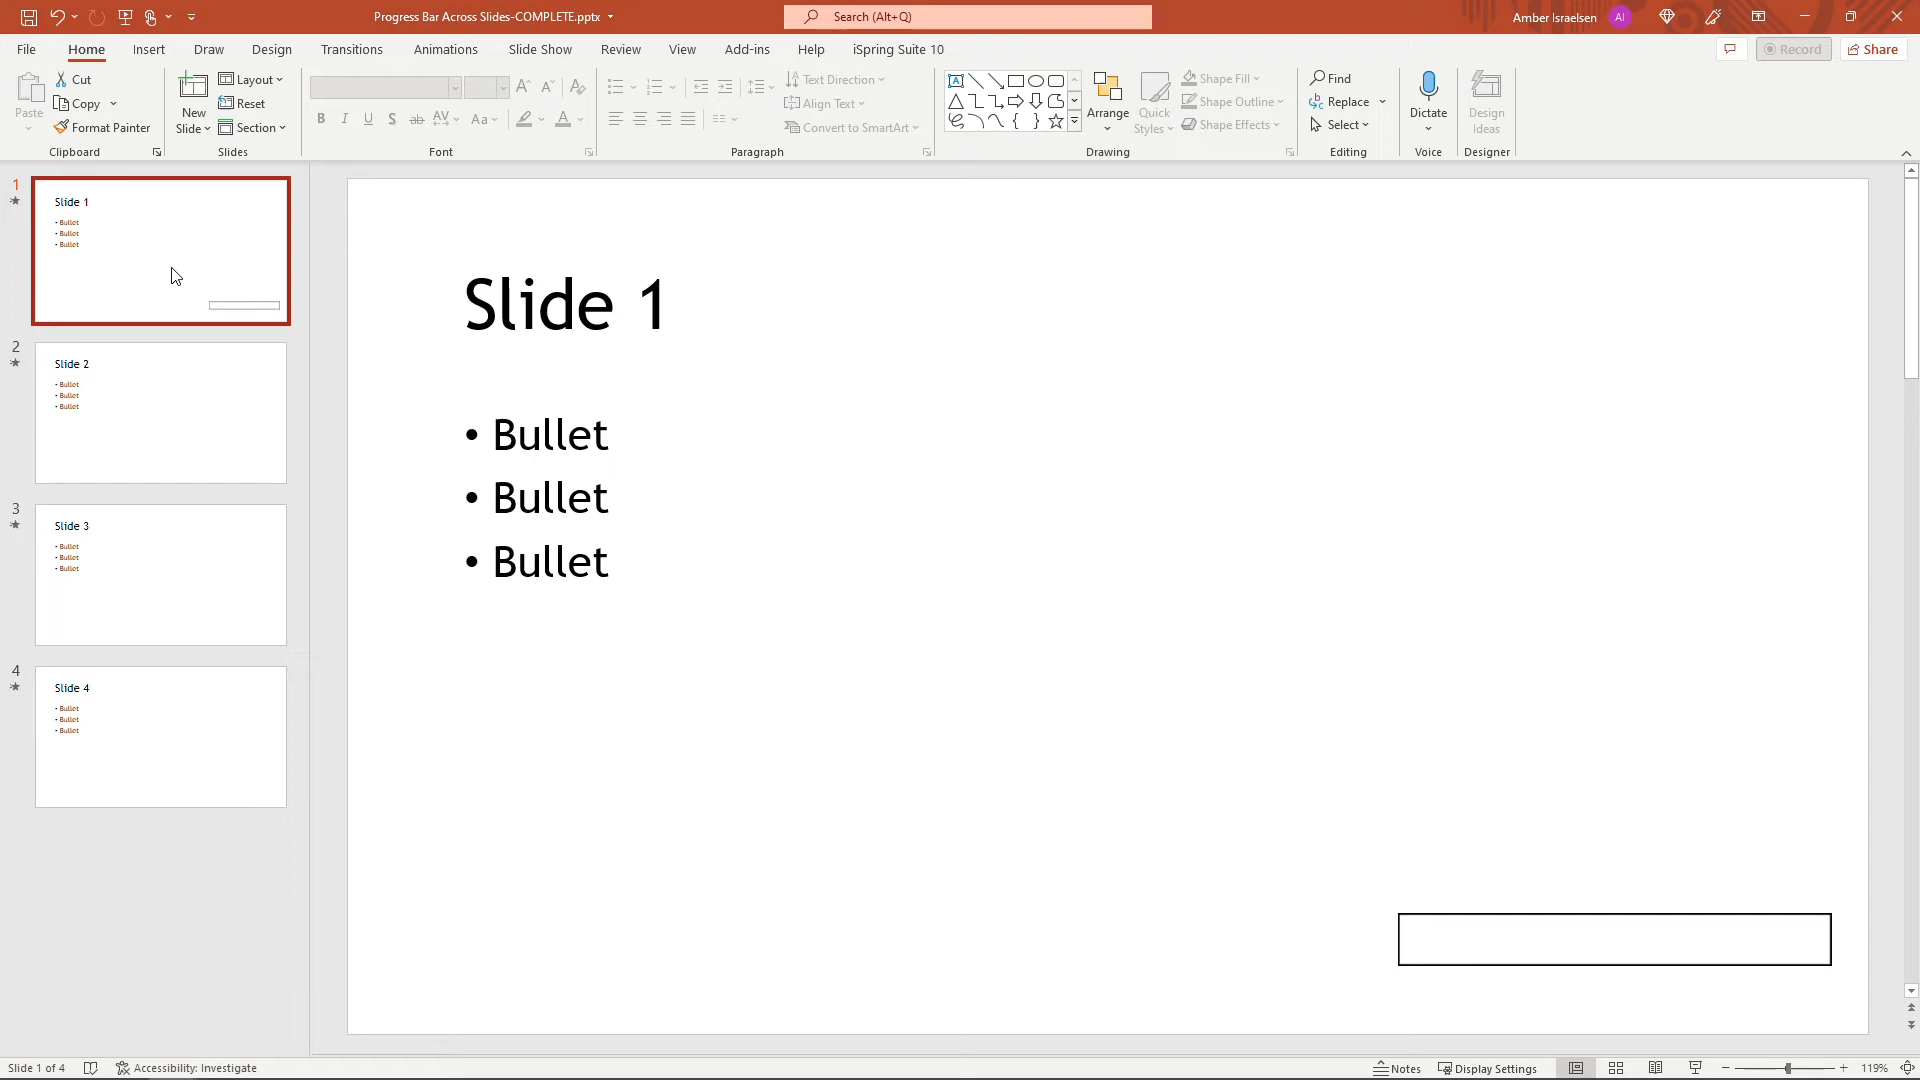 Progress Bar Across Slides-COMPLETE.pptx
Search (Alt+Q)
Amber Israelsen
AI
File Home Insert Draw Design Transitions Animations Slide Show Review View Add-ins Help iSpring Suite 10
Record
Share
Paste
Cut
Copy
Format Painter
Clipboard
New
Slide
Layout
Reset
Section
Slides
B I U S ab AV Aa A
Font
Text Direction
Align Text
Convert to SmartArt
Paragraph
Arrange
Quick
Styles
Shape Fill
Shape Outline
Shape Effects
Drawing
Find
Replace
Select
Editing
Dictate
Voice
Design
Ideas
Designer
1
Slide 1
• Bullet
• Bullet
• Bullet
2
Slide 2
• Bullet
• Bullet
• Bullet
3
Slide 3
• Bullet
• Bullet
• Bullet
4
Slide 4
• Bullet
• Bullet
• Bullet
Slide 1
• Bullet
• Bullet
• Bullet
Slide 1 of 4
Accessibility: Investigate
Notes
Display Settings
119%